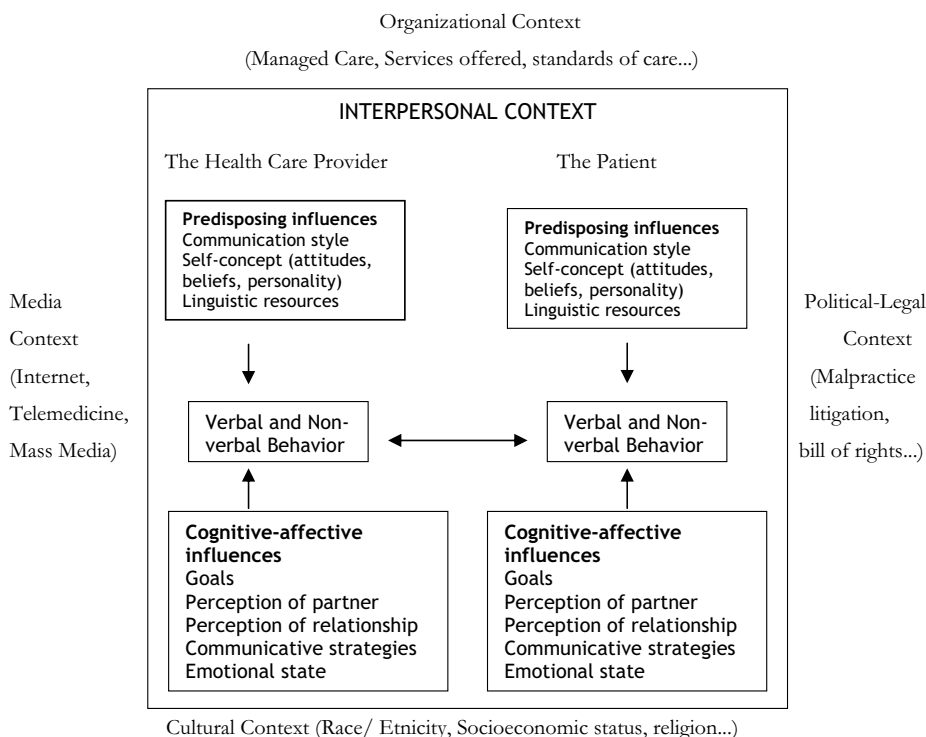 Organizational Context
(Managed Care, Services offered, standards of care...)
INTERPERSONAL CONTEXT
The Health Care Provider
The Patient
Predisposing influences
Communication style
Self-concept (attitudes,
beliefs, personality)
Linguistic resources
Predisposing influences
Communication style
Self-concept (attitudes,
beliefs, personality)
Linguistic resources
Media
Context
(Internet,
Telemedicine,
Mass Media)
Political-Legal
Context
(Malpractice
litigation,
bill of rights...)
Verbal and Non-
verbal Behavior
Verbal and Non-
verbal Behavior
Cognitive-affective
influences
Goals
Perception of partner
Perception of relationship
Communicative strategies
Emotional state
Cognitive-affective
influences
Goals
Perception of partner
Perception of relationship
Communicative strategies
Emotional state
Cultural Context (Race/ Etnicity, Socioeconomic status, religion...)